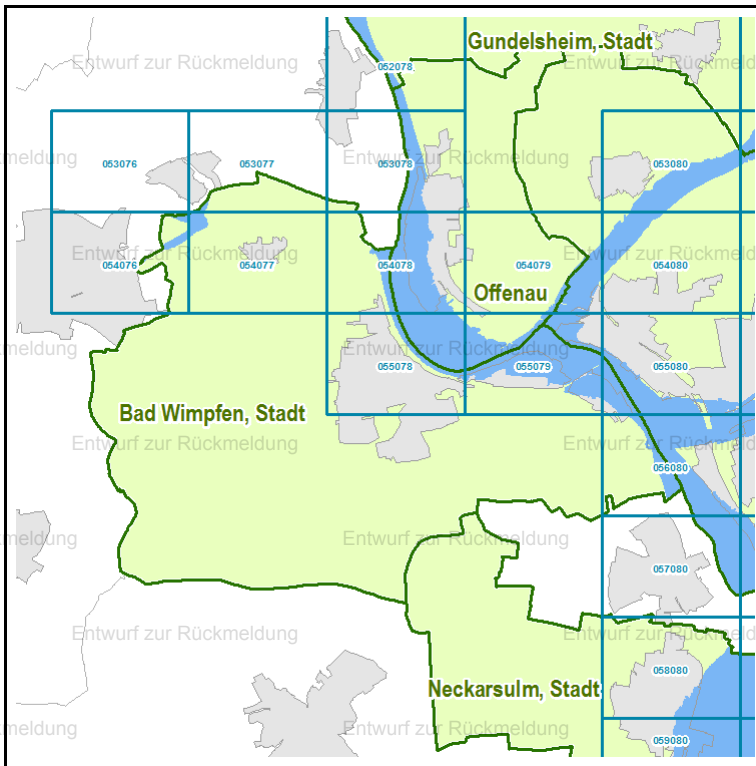 Gundelsheim, Stadt
Entwurf zur Rückmeldung
052078
Entwurf zur Rückmeldung
Entwurf zur Rückmeldung
meldung
053076
053077
Entwurf zur Rückmeldung
053078
053080
Entwurf zur Rückmeldung
054076
054077
054078
054079
Entwurf zur Rückmeldung
054080
Offenau
meldung
Entwurf zur Rückmeldung
055078
055079
055080
Bad Wimpfen, Stadt
Entwurf zur Rückmeldung
Entwurf zur Rückmeldung
056080
meldung
Entwurf zur Rückmeldung
057080
Entwurf zur Rückmeldung
Entwurf zur Rückmeldung
058080
Neckarsulm, Stadt
meldung
Entwurf zur Rückmeldung
059080